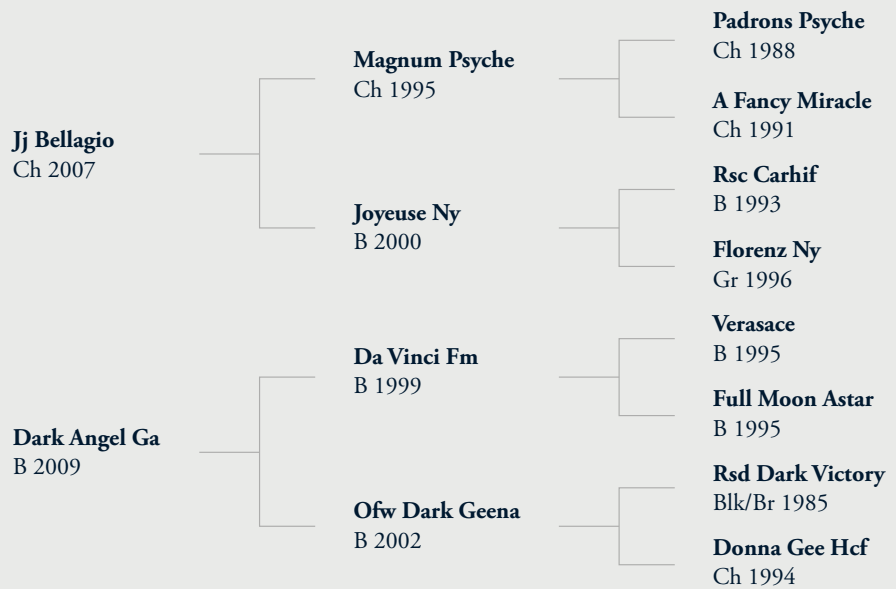 Jj Bellagio
Ch 2007
Dark Angel Ga
B 2009
Magnum Psyche
Ch 1995
Joyeuse Ny
B 2000
Da Vinci Fm
B 1999
Ofw Dark Geena
B 2002
Padrons Psyche
Ch 1988
A Fancy Miracle
Ch 1991
Rsc Carhif
B 1993
Florenz Ny
Gr 1996
Verasace
B 1995
Full Moon Astar
B 1995
Rsd Dark Victory
Blk/Br 1985
Donna Gee Hcf
Ch 1994